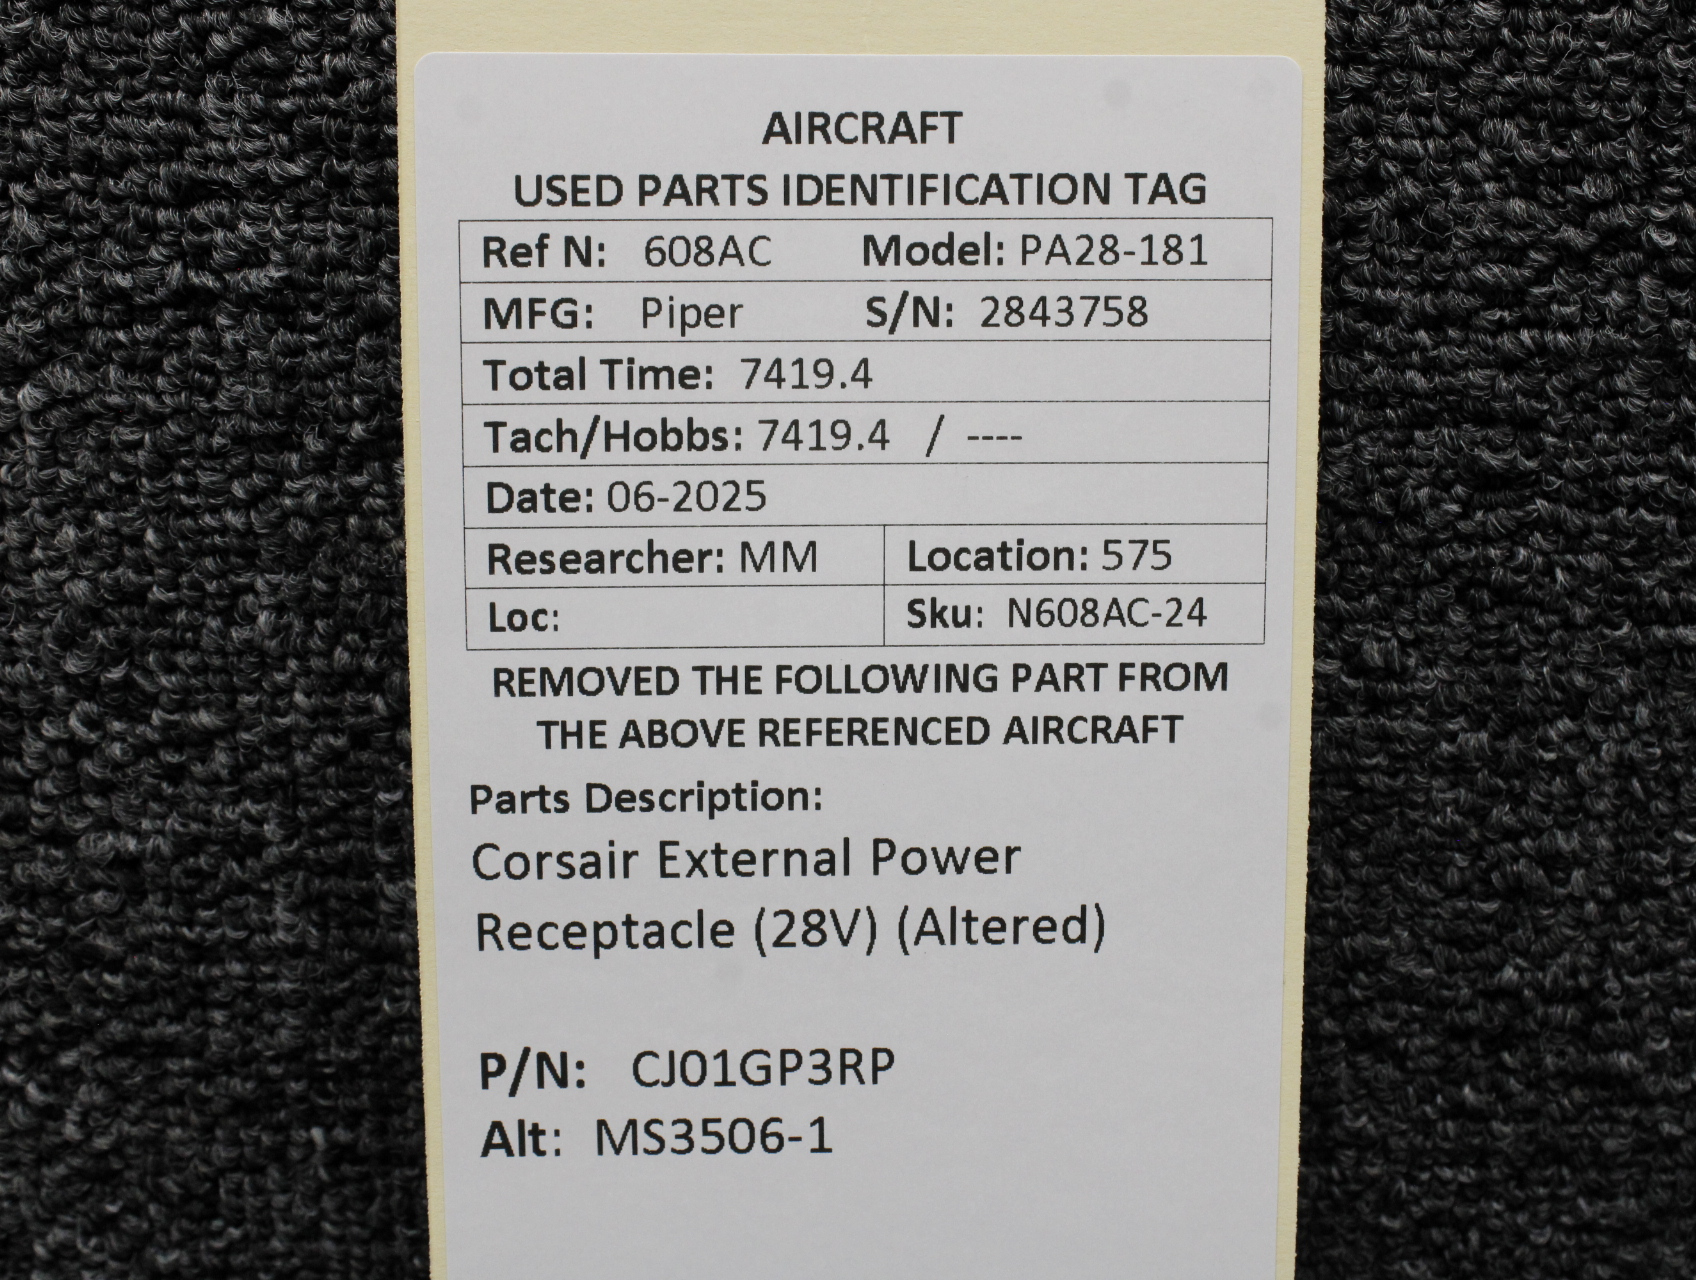 AIRCRAFT
USED PARTS IDENTIFICATION TAG
Ref N: 608AC Model: PA28-181
MFG: Piper S/N: 2843758
Total Time: 7419.4
Tach/Hobbs: 7419.4 / ----
Date: 06-2025
Researcher: MM Location: 575
Loc: Sku: N608AC-24
REMOVED THE FOLLOWING PART FROM
THE ABOVE REFERENCED AIRCRAFT
Parts Description:
Corsair External Power
Receptacle (28V) (Altered)
P/N: CJ01GP3RP
Alt: MS3506-1